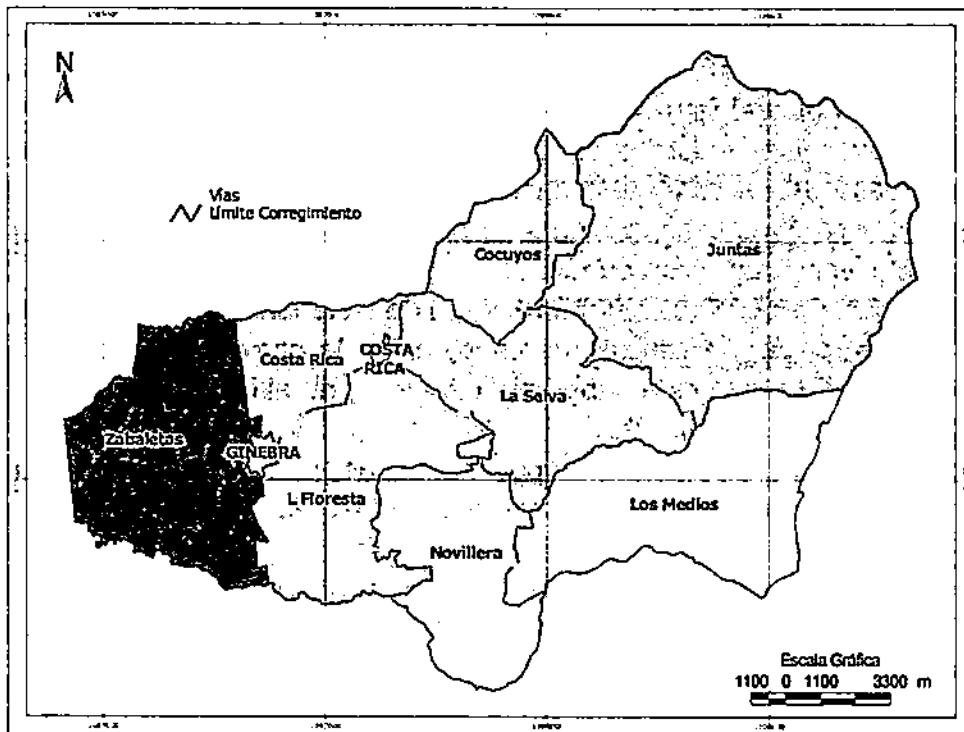 N
Vías
Límite Corregimiento
Cocuyos
Juntas
Costa Rica
COSTA
RICA
La Selva
Zabaletas
GINEBRA
L Floresta
Los Medios
Novillera
Escala Gráfica
1100 0 1100 3300 m